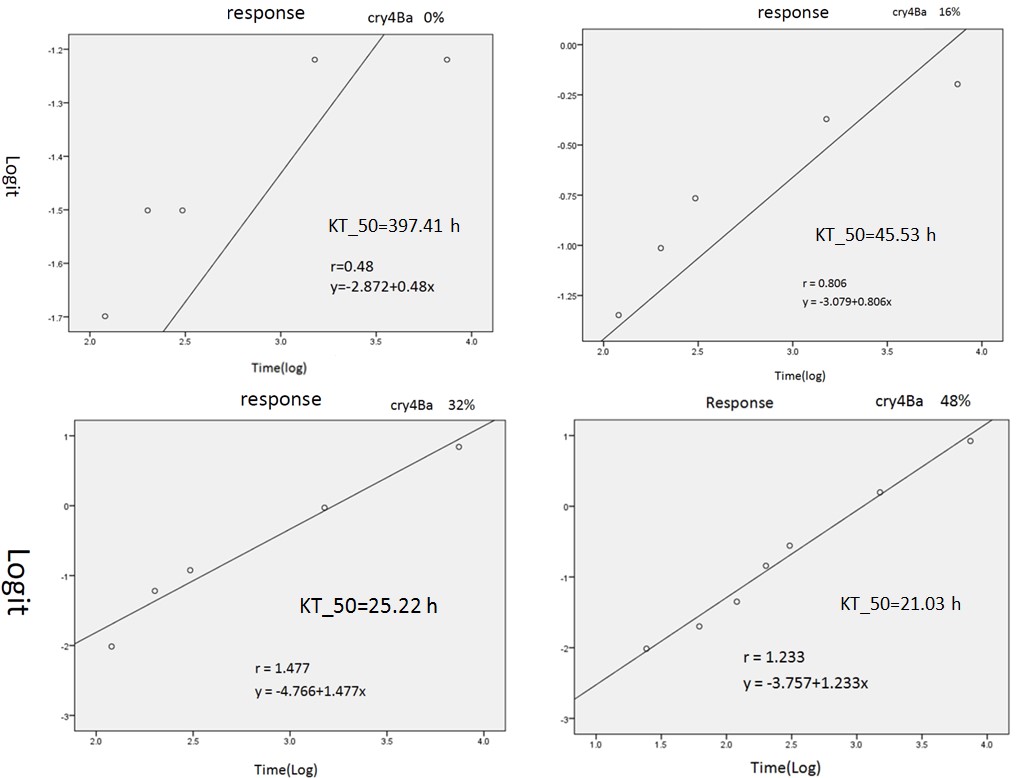 response cry4Ba 0%
-1.2
-1.3
-1.4
-1.5
-1.6
-1.7
Logit
KT_50=397.41 h
r=0.48
y=-2.872+0.48x
2.0 2.5 3.0 3.5 4.0
Time(log)
response cry4Ba 16%
0.00
-0.25
-0.50
-0.75
-1.00
-1.25
KT_50=45.53 h
r = 0.806
y = -3.079+0.806x
2.0 2.5 3.0 3.5 4.0
Time(log)
response cry4Ba 32%
1
0
-1
-2
-3
Logit
KT_50=25.22 h
r = 1.477
y = -4.766+1.477x
2.0 2.5 3.0 3.5 4.0
Time(Log)
Response cry4Ba 48%
1
0
-1
-2
-3
KT_50=21.03 h
r = 1.233
y = -3.757+1.233x
1.0 1.5 2.0 2.5 3.0 3.5 4.0
Time(Log)